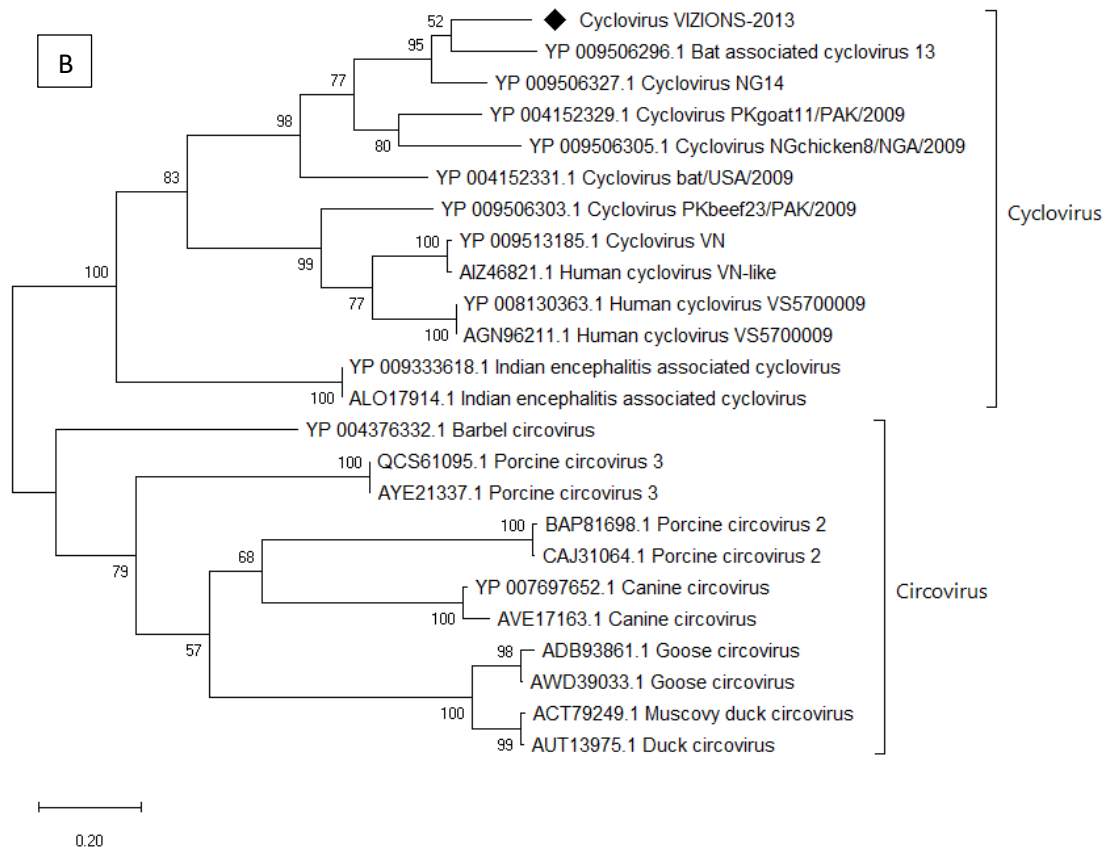 B
52
Cyclovirus VIZIONS-2013
95
YP 009506296.1 Bat associated cyclovirus 13
77
YP 009506327.1 Cyclovirus NG14
98
YP 004152329.1 Cyclovirus PKgoat11/PAK/2009
80
YP 009506305.1 Cyclovirus NGchicken8/NGA/2009
83
YP 004152331.1 Cyclovirus bat/USA/2009
YP 009506303.1 Cyclovirus PKbeef23/PAK/2009
Cyclovirus
100
YP 009513185.1 Cyclovirus VN
99
100
AIZ46821.1 Human cyclovirus VN-like
77
YP 008130363.1 Human cyclovirus VS5700009
100
AGN96211.1 Human cyclovirus VS5700009
YP 009333618.1 Indian encephalitis associated cyclovirus
100
ALO17914.1 Indian encephalitis associated cyclovirus
YP 004376332.1 Barbel circovirus
100
QCS61095.1 Porcine circovirus 3
AYE21337.1 Porcine circovirus 3
100
BAP81698.1 Porcine circovirus 2
68
CAJ31064.1 Porcine circovirus 2
79
YP 007697652.1 Canine circovirus
Circovirus
100
AVE17163.1 Canine circovirus
57
98
ADB93861.1 Goose circovirus
AWD39033.1 Goose circovirus
100
ACT79249.1 Muscovy duck circovirus
99
AUT13975.1 Duck circovirus
0.20